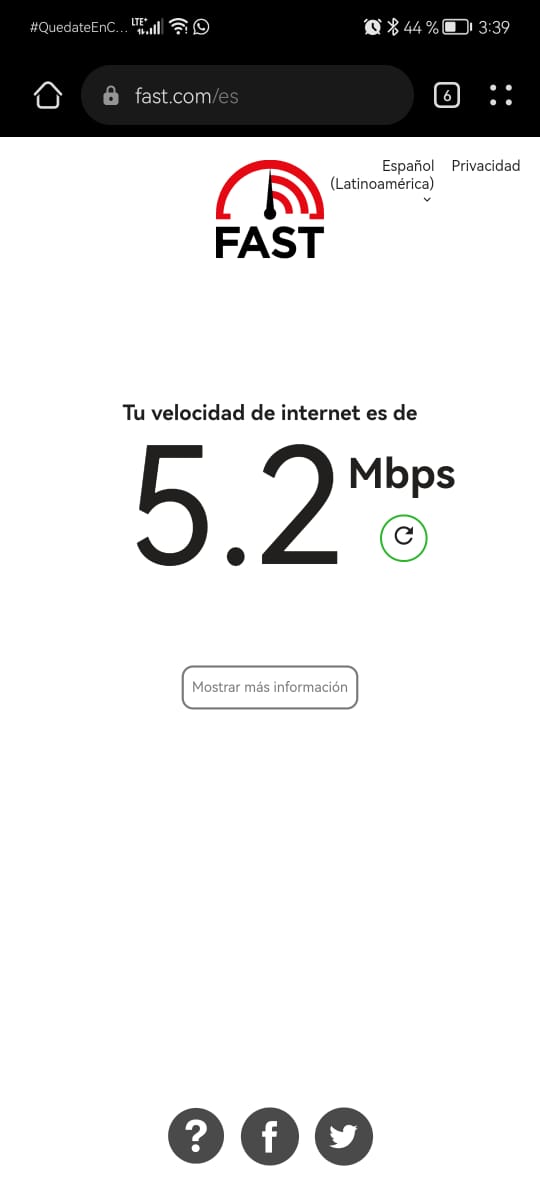 #QuedateEnC... LTE+ 44 % 3:39
fast.com/es 6
Español Privacidad
(Latinoamérica)
FAST
Tu velocidad de internet es de
5.2 Mbps
Mostrar más información